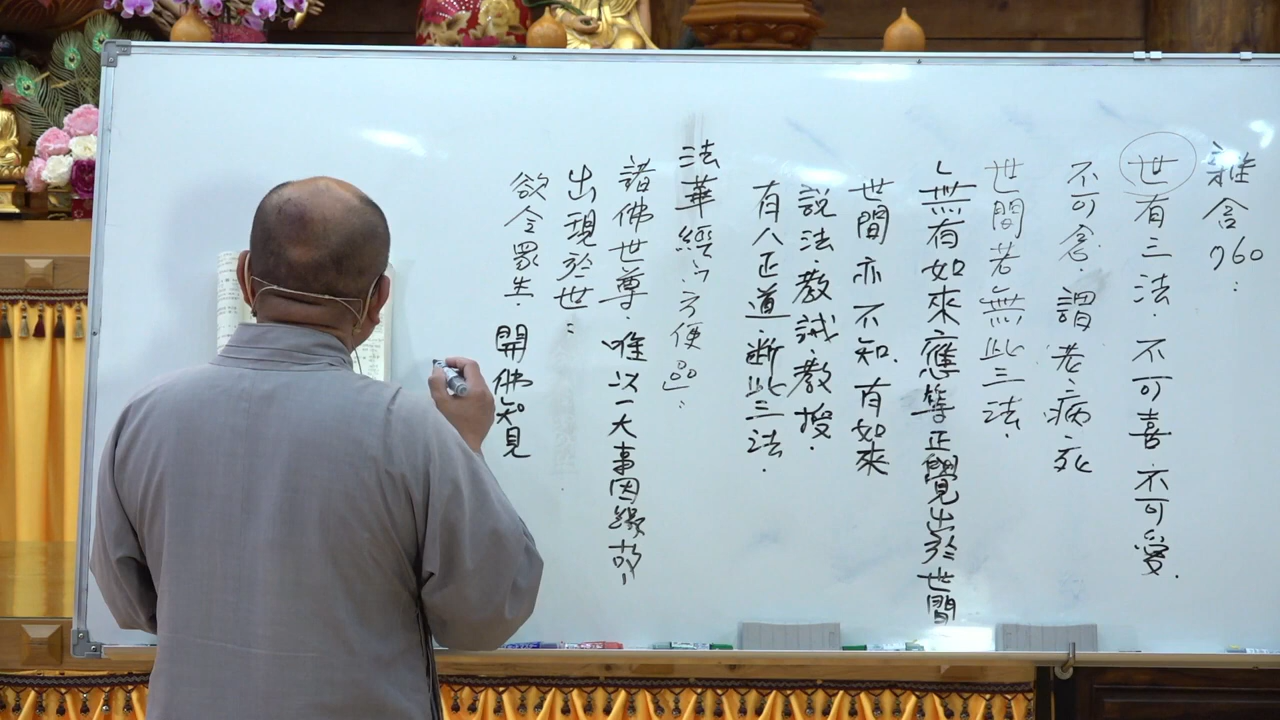 雜含760:
世有三法.不可喜.不可愛.
不可念.謂老、病、死
世間若無此三法.
無有如來應等正覺出於世間
世間亦不知有如來
說法、教誡、教授.
有八正道、斷此三法.
法華經方便品」:
諸佛世尊.唯以一大事因緣故
出現於世:
欲令眾生.開佛知見